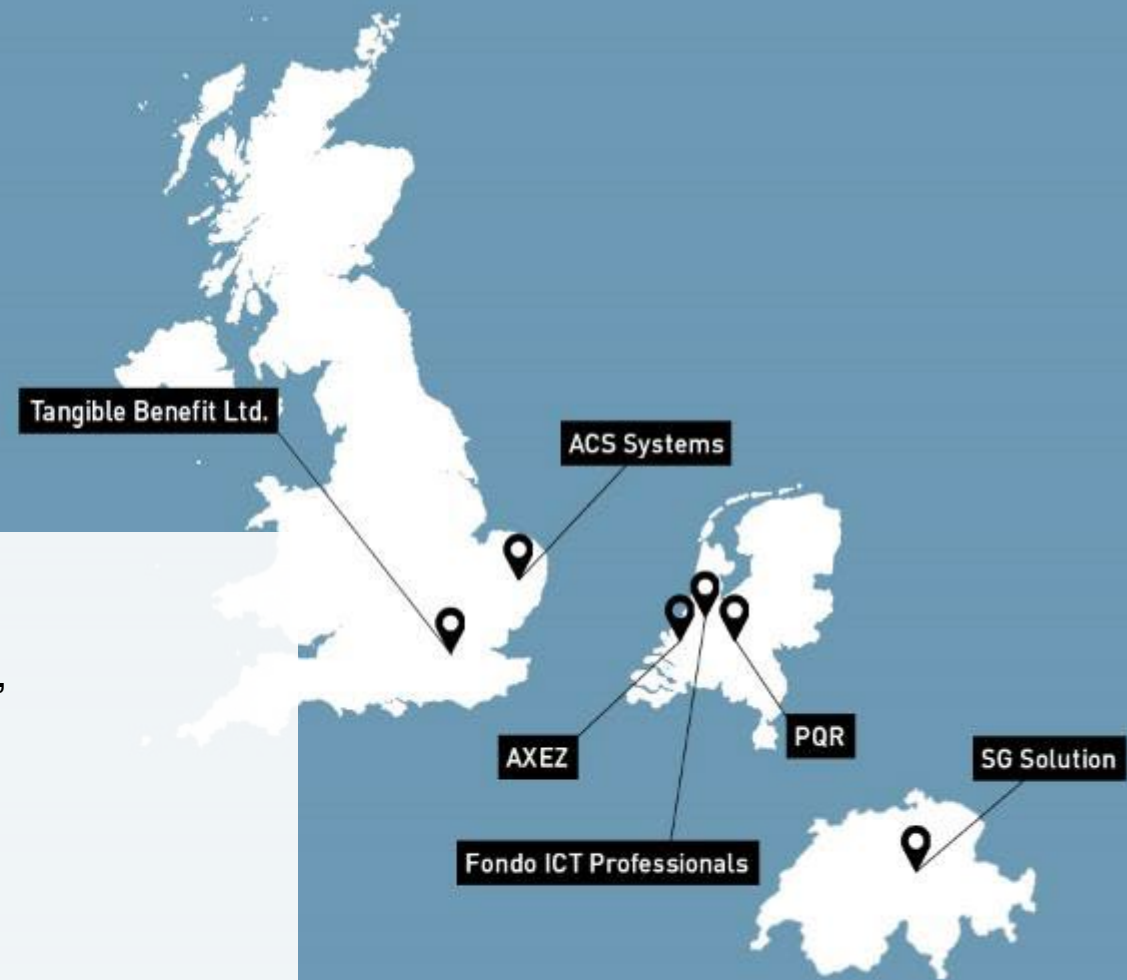 Tangible Benefit Ltd.
ACS Systems
,
AXEZ
PQR
SG Solution
Fondo ICT Professionals